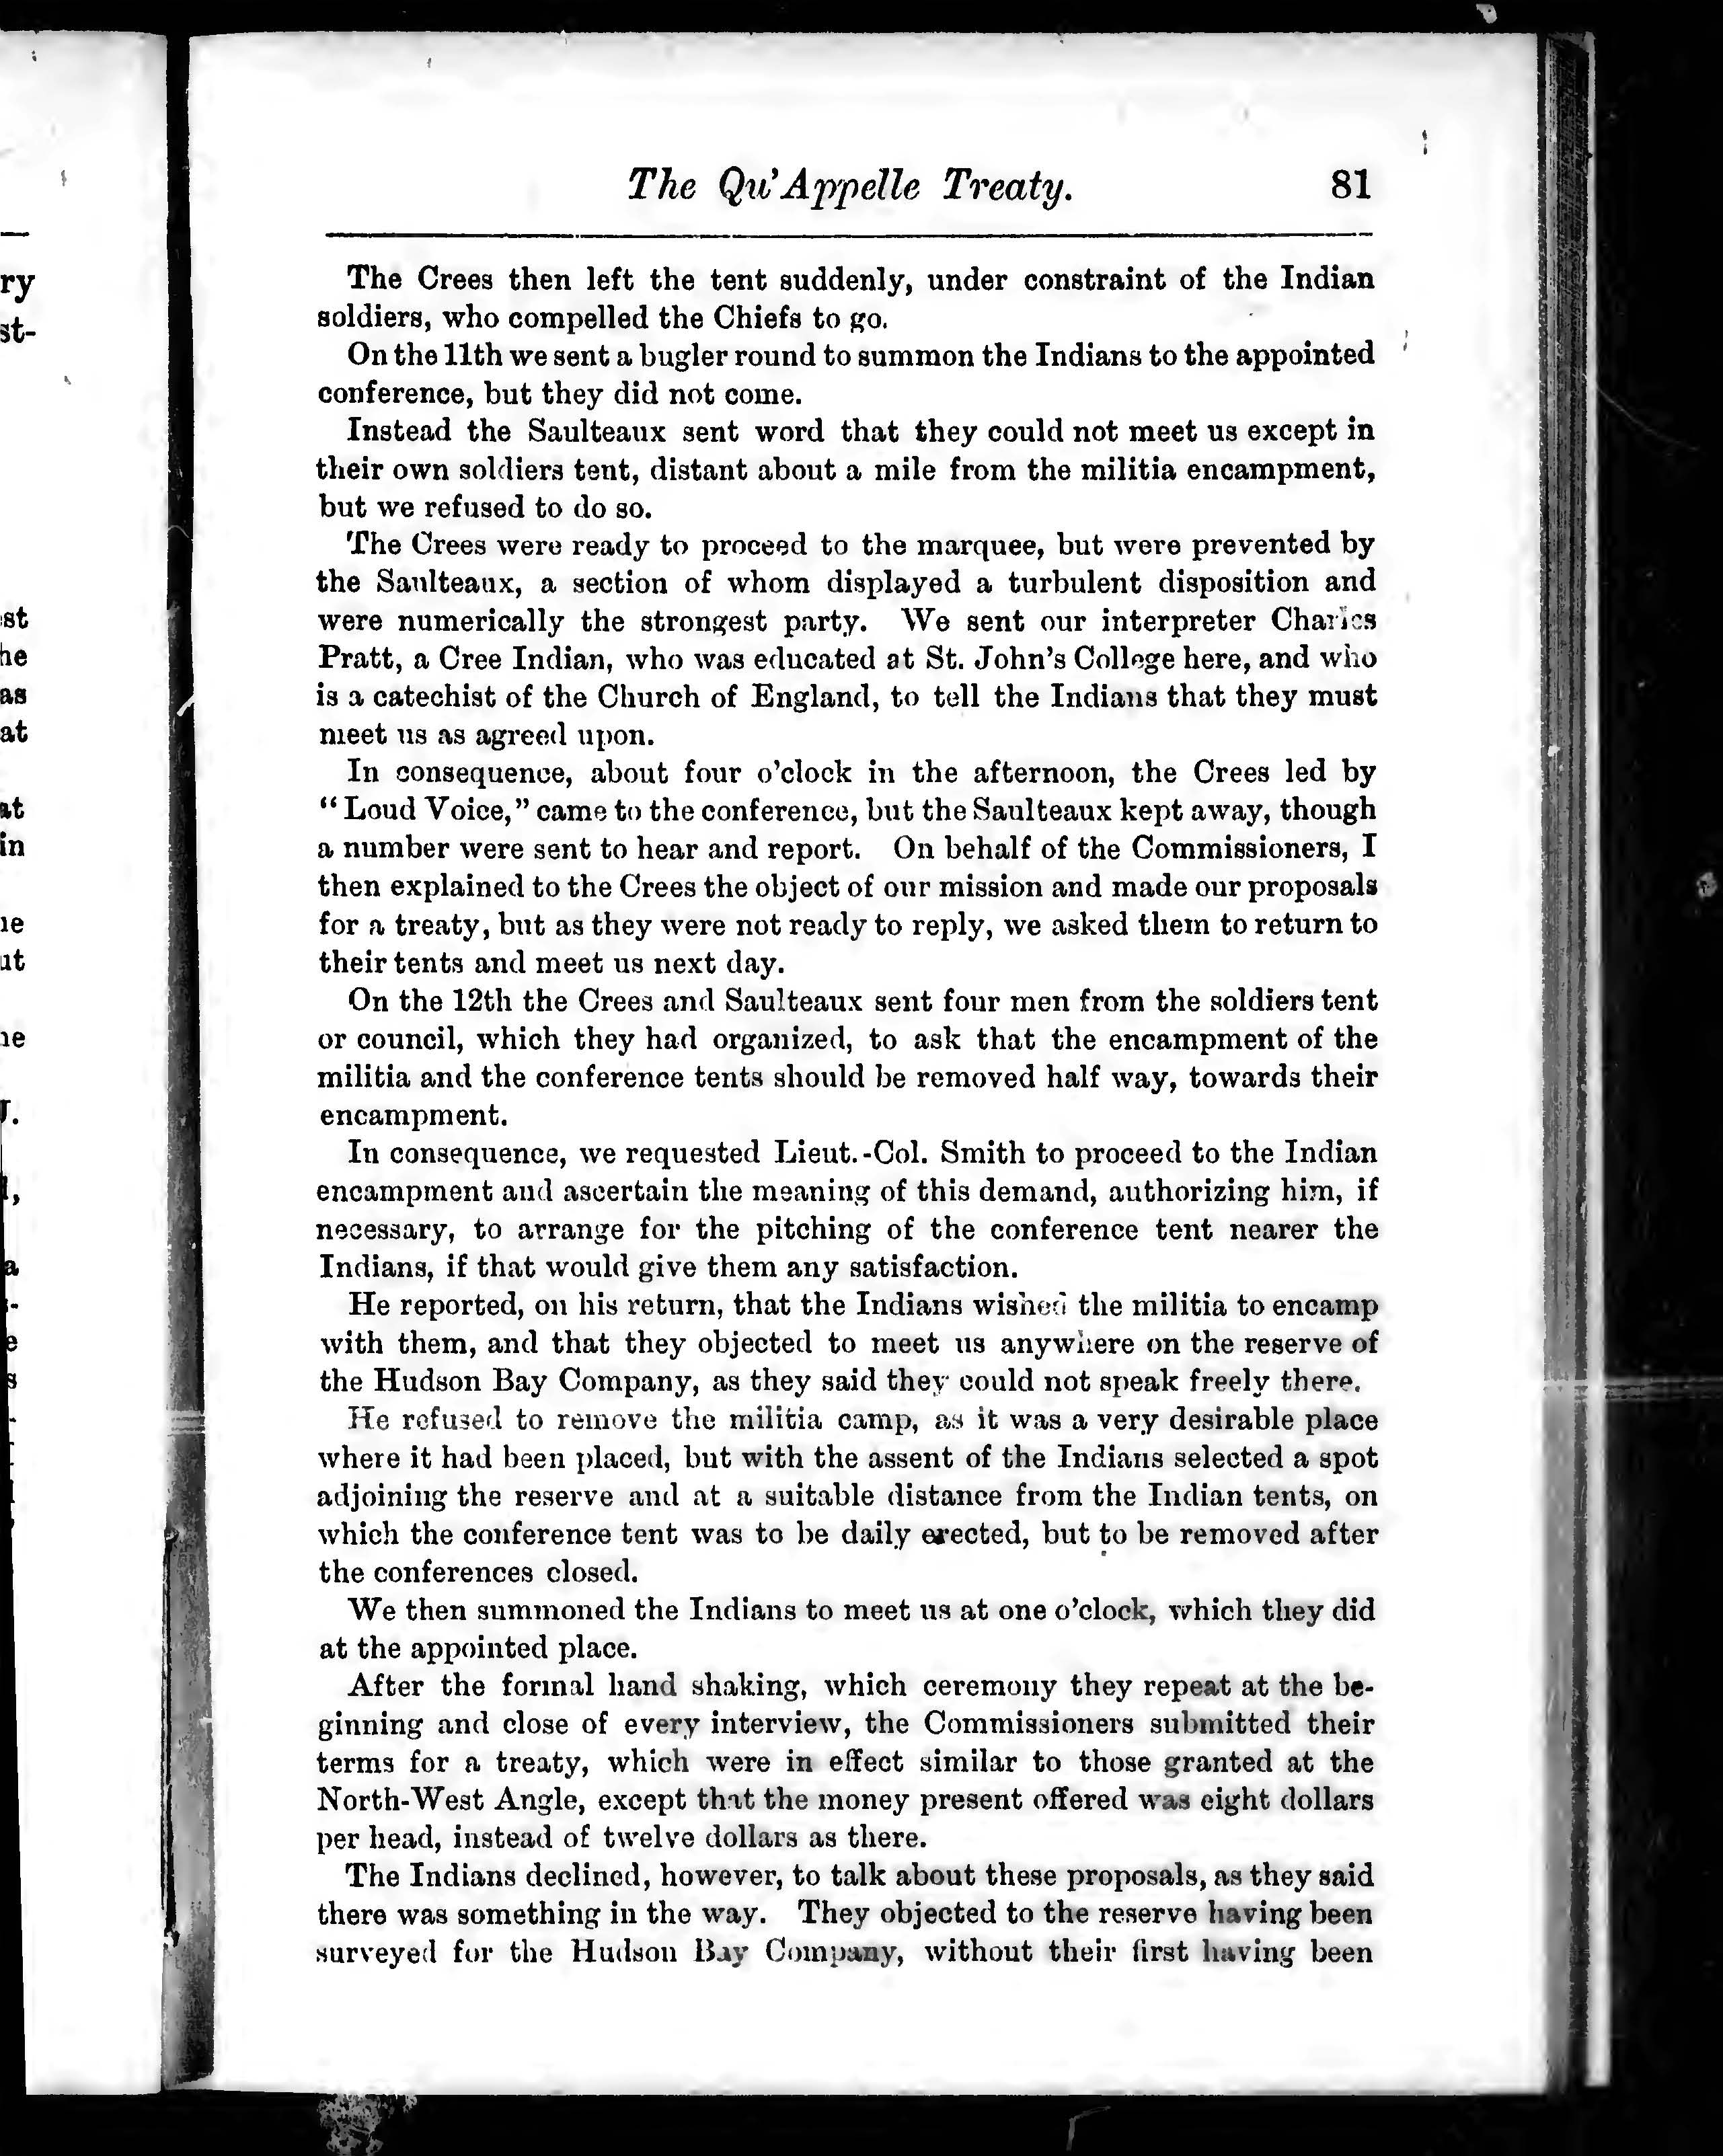 The Qu'Appelle Treaty. 81
The Crees then left the tent suddenly, under constraint of the Indian
soldiers, who compelled the Chiefs to go.
On the 11th we sent a bugler round to summon the Indians to the appointed
conference, but they did not come.
Instead the Saulteaux sent word that they could not meet us except in
their own soldiers tent, distant about a mile from the militia encampment,
but we refused to do so.
The Crees were ready to proceed to the marquee, but were prevented by
the Saulteaux, a section of whom displayed a turbulent disposition and
were numerically the strongest party. We sent our interpreter Charles
Pratt, a Cree Indian, who was educated at St. John's College here, and who
is a catechist of the Church of England, to tell the Indians that they must
meet us as agreed upon.
In consequence, about four o'clock in the afternoon, the Crees led by
"Loud Voice," came to the conference, but the Saulteaux kept away, though
a number were sent to hear and report. On behalf of the Commissioners, I
then explained to the Crees the object of our mission and made our proposals
for a treaty, but as they were not ready to reply, we asked them to return to
their tents and meet us next day.
On the 12th the Crees and Saulteaux sent four men from the soldiers tent
or council, which they had organized, to ask that the encampment of the
militia and the conference tents should be removed half way, towards their
encampment.
In consequence, we requested Lieut.-Col. Smith to proceed to the Indian
encampment and ascertain the meaning of this demand, authorizing him, if
necessary, to arrange for the pitching of the conference tent nearer the
Indians, if that would give them any satisfaction.
He reported, on his return, that the Indians wished the militia to encamp
with them, and that they objected to meet us anywhere on the reserve of
the Hudson Bay Company, as they said they could not speak freely there.
He refused to remove the militia camp, as it was a very desirable place
where it had been placed, but with the assent of the Indians selected a spot
adjoining the reserve and at a suitable distance from the Indian tents, on
which the conference tent was to be daily erected, but to be removed after
the conferences closed.
We then summoned the Indians to meet us at one o'clock, which they did
at the appointed place.
After the formal hand shaking, which ceremony they repeat at the be-
ginning and close of every interview, the Commissioners submitted their
terms for a treaty, which were in effect similar to those granted at the
North-West Angle, except that the money present offered was eight dollars
per head, instead of twelve dollars as there.
The Indians declined, however, to talk about these proposals, as they said
there was something in the way. They objected to the reserve having been
surveyed for the Hudson Bay Company, without their first having been